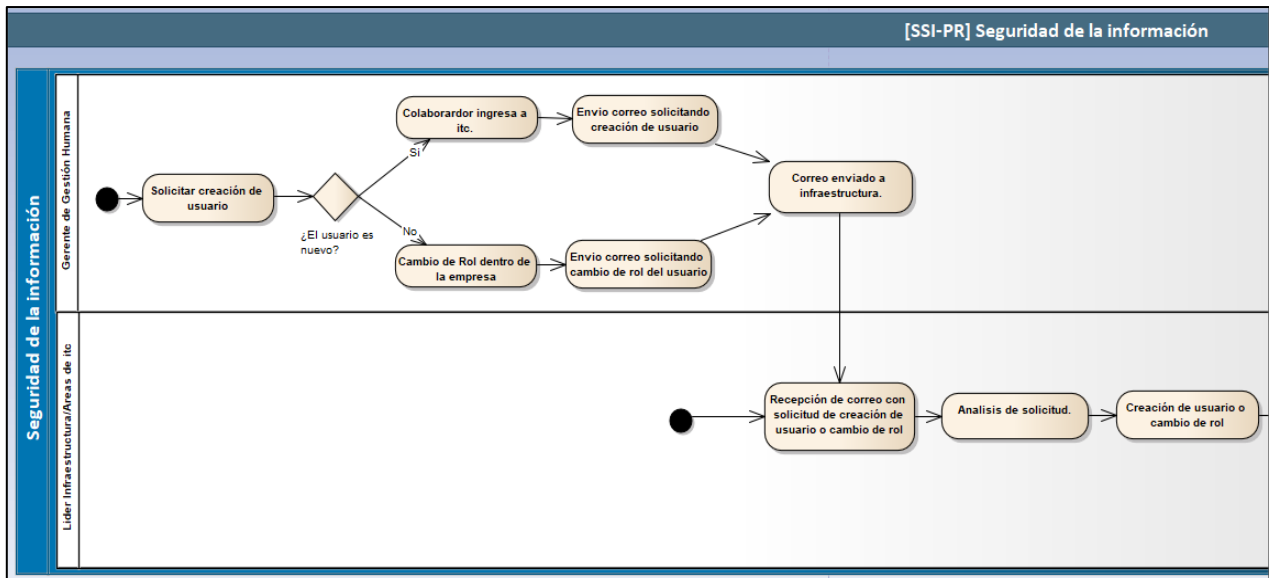 [SSI-PR] Seguridad de la información
Seguridad de la información
Gerente de Gestión Humana
Solicitar creación de
usuario
¿El usuario es
nuevo?
Si
Colaborardor ingresa a
itc.
Envio correo solicitando
creación de usuario
No
Cambio de Rol dentro de
la empresa
Envio correo solicitando
cambio de rol del usuario
Correo enviado a
infraestructura.
Lider Infraestructura/Areas de itc
Recepción de correo con
solicitud de creación de
usuario o cambio de rol
Analisis de solicitud.
Creación de usuario o
cambio de rol